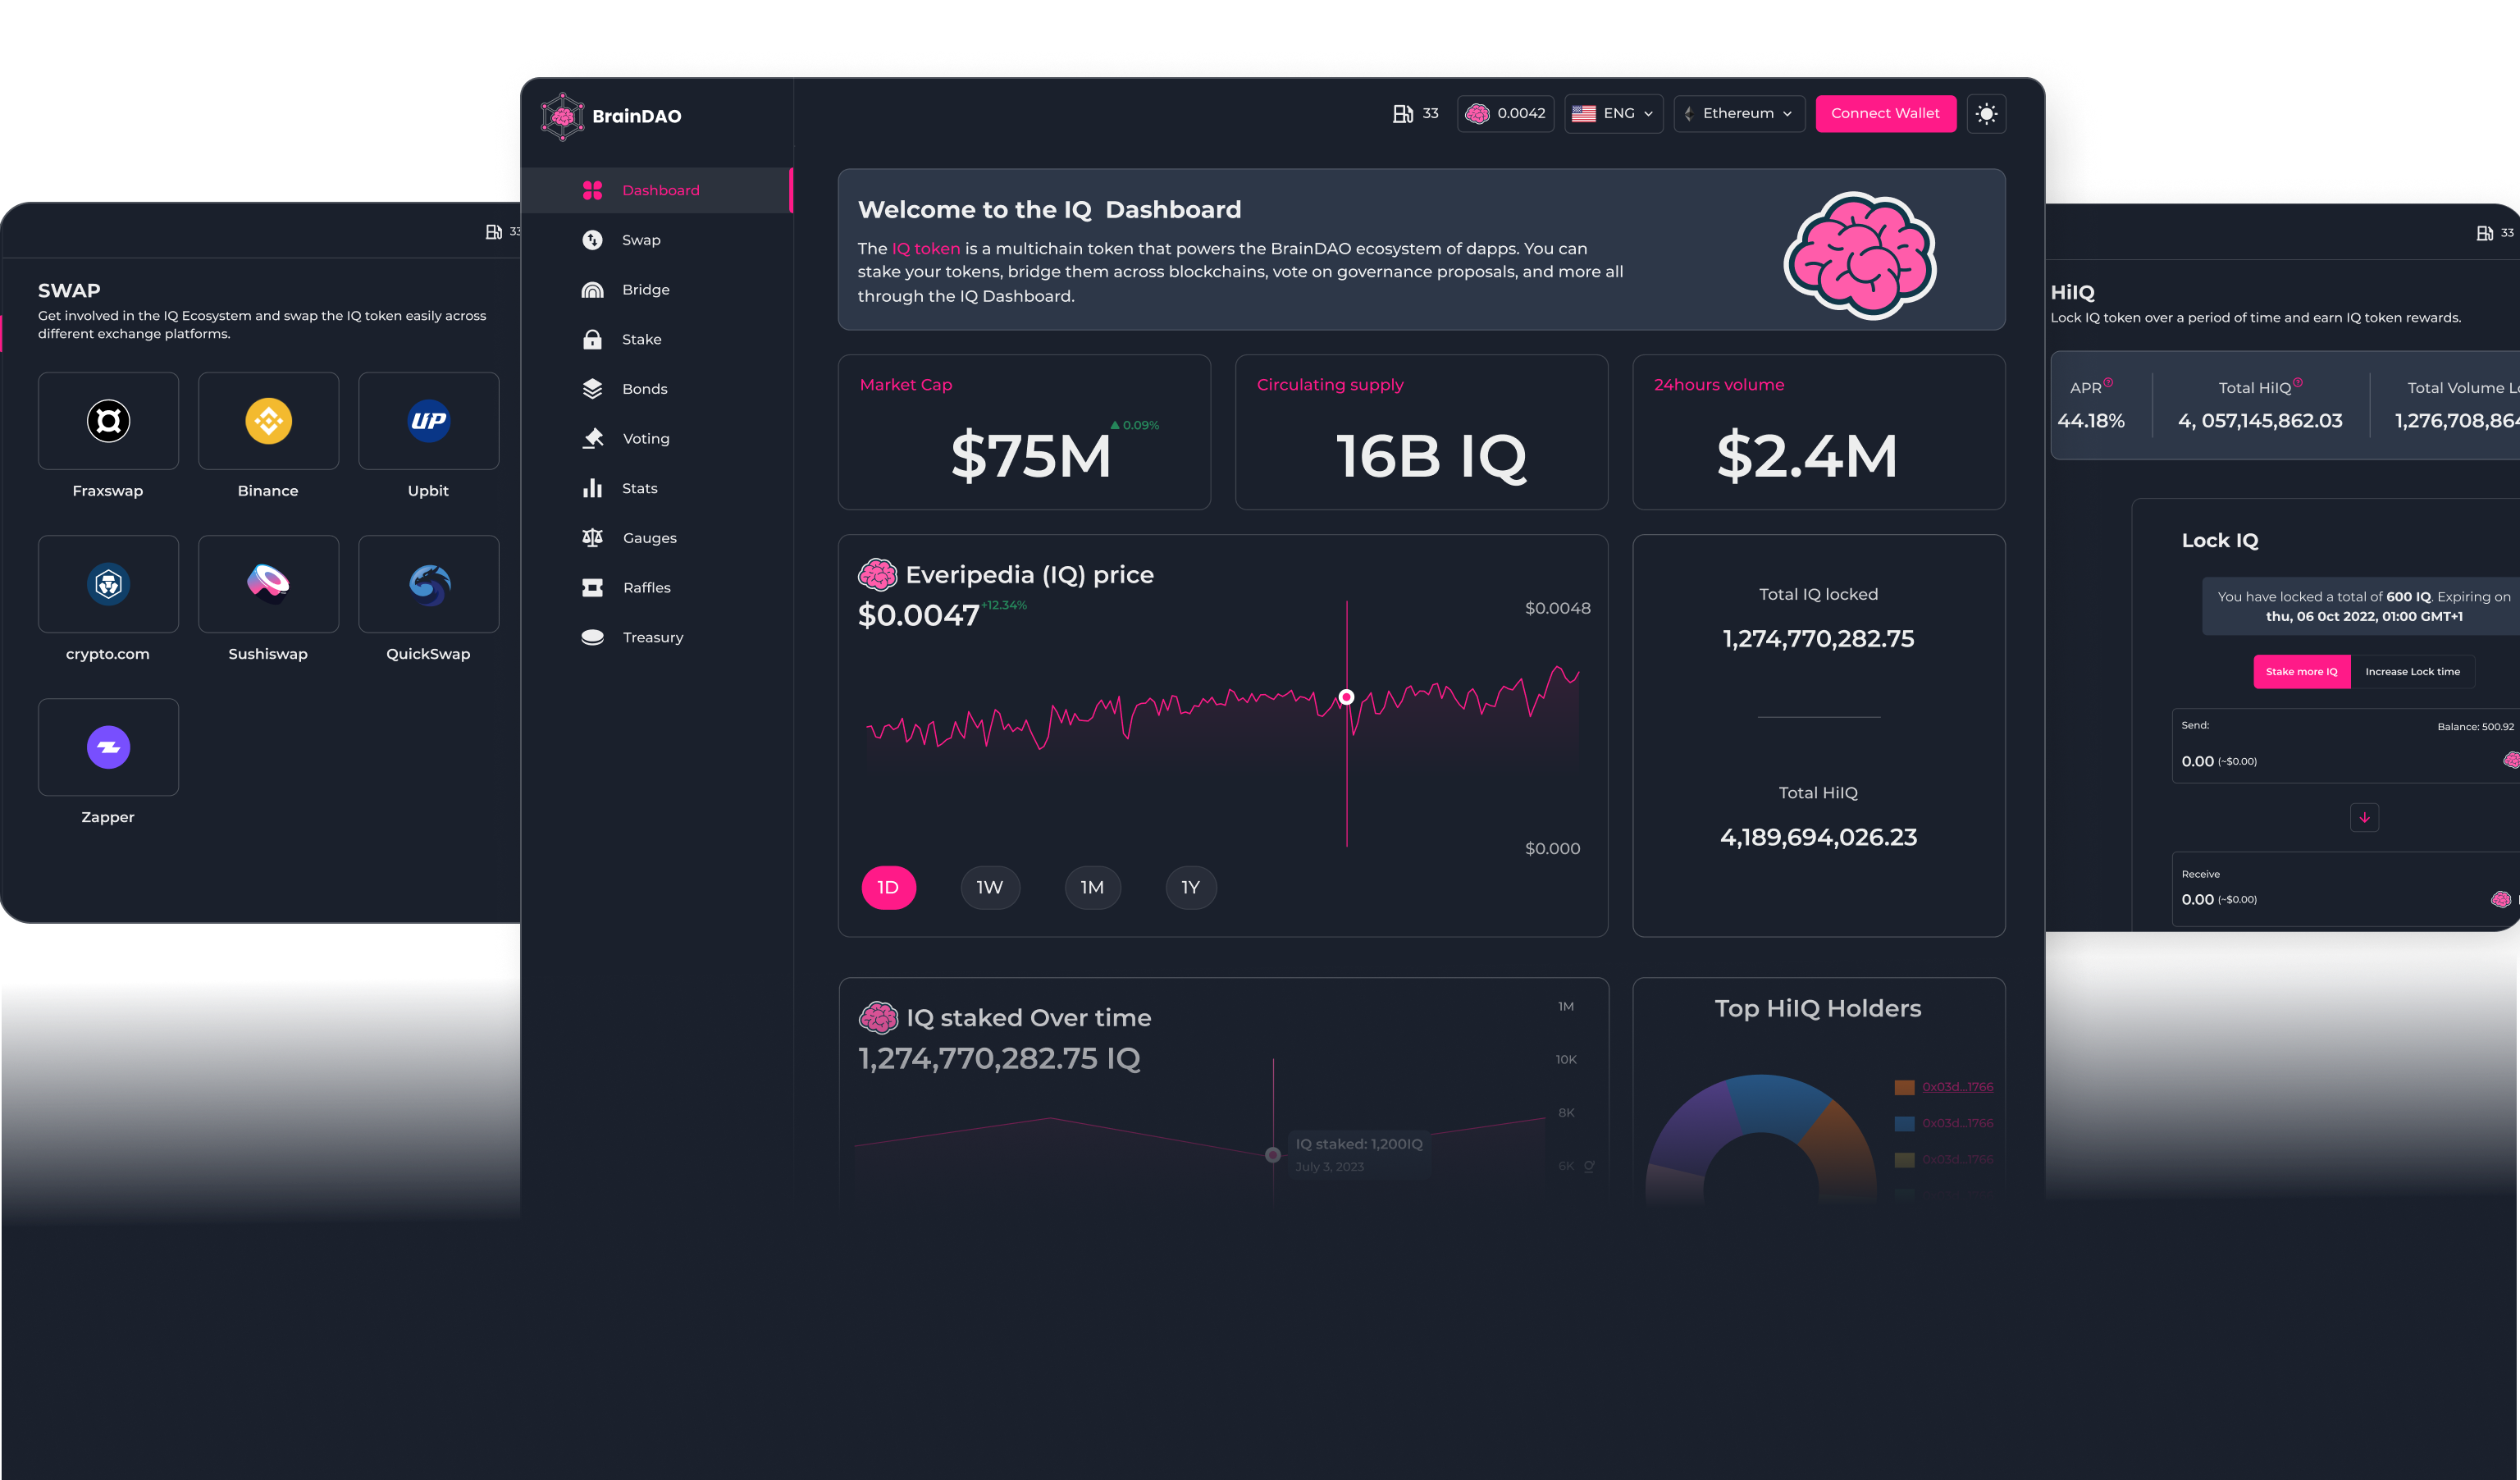 BrainDAO
33
0.0042
ENG
Ethereum
Connect Wallet
Dashboard
Swap
Bridge
Stake
Bonds
Voting
Stats
Gauges
Raffles
Treasury
Welcome to the IQ Dashboard
The IQ token is a multichain token that powers the BrainDAO ecosystem of dapps. You can
stake your tokens, bridge them across blockchains, vote on governance proposals, and more all
through the IQ Dashboard.
Market Cap
$75M
0.09%
Circulating supply
16B IQ
24hours volume
$2.4M
Everipedia (IQ) price
$0.0047 +12.34%
$0.0048
$0.000
1D
1W
1M
1Y
Total IQ locked
1,274,770,282.75
Total HiIQ
4,189,694,026.23
IQ staked Over time
1,274,770,282.75 IQ
1M
10K
8K
6K
IQ staked: 1,200IQ
July 3, 2023
Top HiIQ Holders
0x03d...1766
0x03d...1766
0x03d...1766
33
SWAP
Get involved in the IQ Ecosystem and swap the IQ token easily across
different exchange platforms.
Fraxswap
Binance
UP
Upbit
crypto.com
Sushiswap
QuickSwap
Zapper
33
HiIQ
Lock IQ token over a period of time and earn IQ token rewards.
APR
44.18%
Total HiIQ
4, 057,145,862.03
Total Volume
1,276,708,864
Lock IQ
You have locked a total of 600 IQ. Expiring on
thu, 06 0ct 2022, 01:00 GMT+1
Stake more IQ
Increase Lock time
Send:
Balance: 500.92
0.00 (~$0.00)
Receive
0.00 (~$0.00)